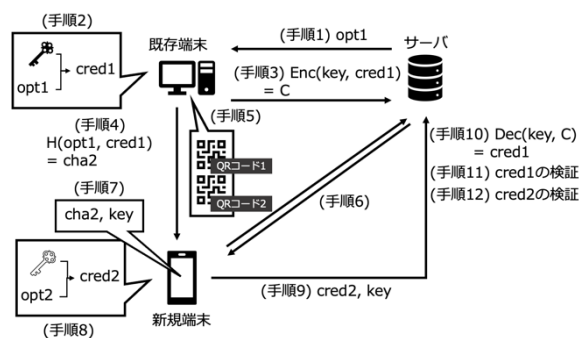 (手順2)
cred1
opt1
既存端末
(手順1) opt1
サーバ
(手順3) Enc(key, cred1)
= C
(手順4)
H(opt1, cred1)
= cha2
(手順5)
QRコード1
QRコード2
(手順6)
(手順10) Dec(key, C)
= cred1
(手順11) cred1の検証
(手順12) cred2の検証
(手順7)
cha2, key
cred2
opt2
(手順8)
新規端末
(手順9) cred2, key